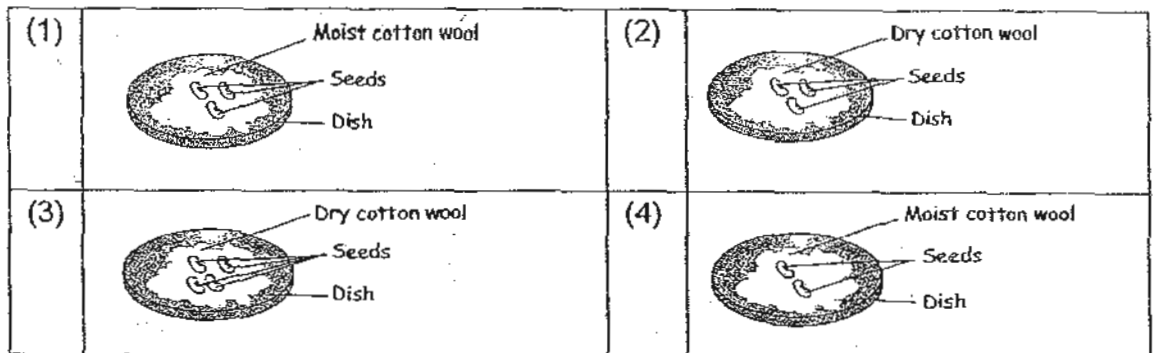 (1)
Moist cotton wool
Seeds
Dish
(2)
Dry cotton wool
Seeds
Dish
(3)
Dry cotton wool
Seeds
Dish
(4)
Moist cotton wool
Seeds
Dish